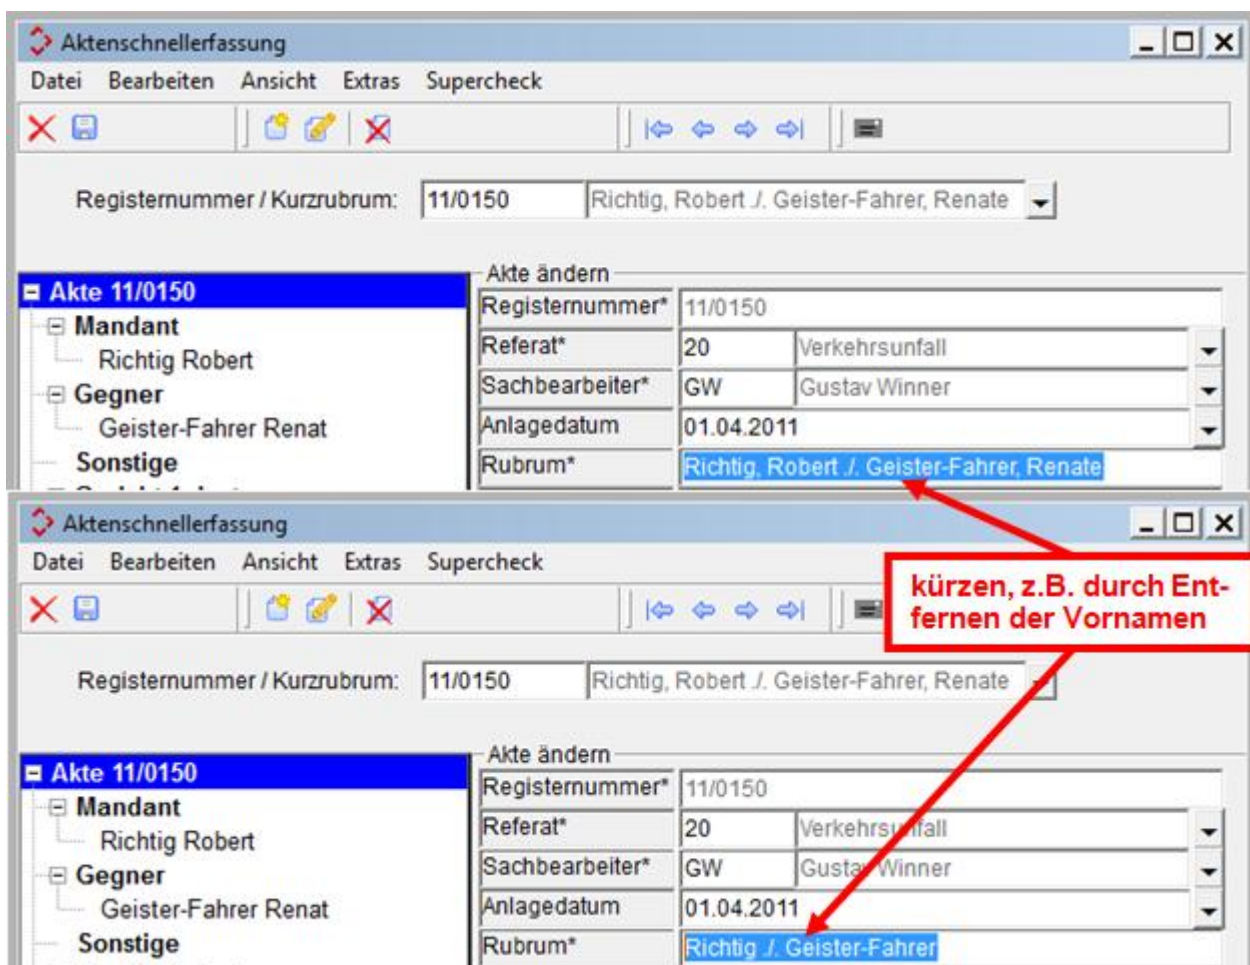 Aktenschnellerfassung
Datei Bearbeiten Ansicht Extras Supercheck
Registernummer / Kurzrubrum: 11/0150 Richtig, Robert ./. Geister-Fahrer, Renate
Akte ändern
Akte 11/0150
Registernummer* 11/0150
Mandant
Referat* 20 Verkehrsunfall
Richtig Robert
Sachbearbeiter* GW Gustav Winner
Gegner
Geister-Fahrer Renat
Anlagedatum 01.04.2011
Sonstige
Rubrum* Richtig, Robert ./. Geister-Fahrer, Renate
Aktenschnellerfassung
Datei Bearbeiten Ansicht Extras Supercheck
kürzen, z.B. durch Ent-
fernen der Vornamen
Registernummer / Kurzrubrum: 11/0150 Richtig, Robert ./. Geister-Fahrer, Renate
Akte ändern
Akte 11/0150
Registernummer* 11/0150
Mandant
Referat* 20 Verkehrsunfall
Richtig Robert
Sachbearbeiter* GW Gustav Winner
Gegner
Geister-Fahrer Renat
Anlagedatum 01.04.2011
Sonstige
Rubrum* Richtig ./. Geister-Fahrer